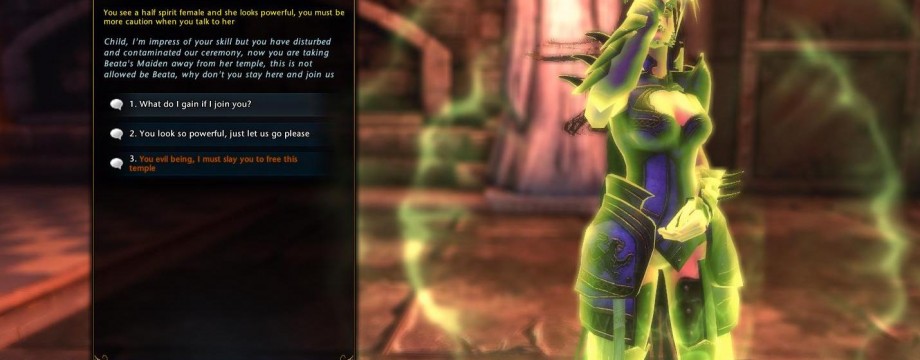 You see a half spirit female and she looks powerful, you must be
more caution when you talk to her
Child, I'm impress of your skill but you have disturbed
and contaminated our ceremony, now you are taking
Beata's Maiden away from her temple, this is not
allowed be Beata, why don't you stay here and join us
1. What do I gain if I join you?
2. You look so powerful, just let us go please
3. You evil being, I must slay you to free this
temple